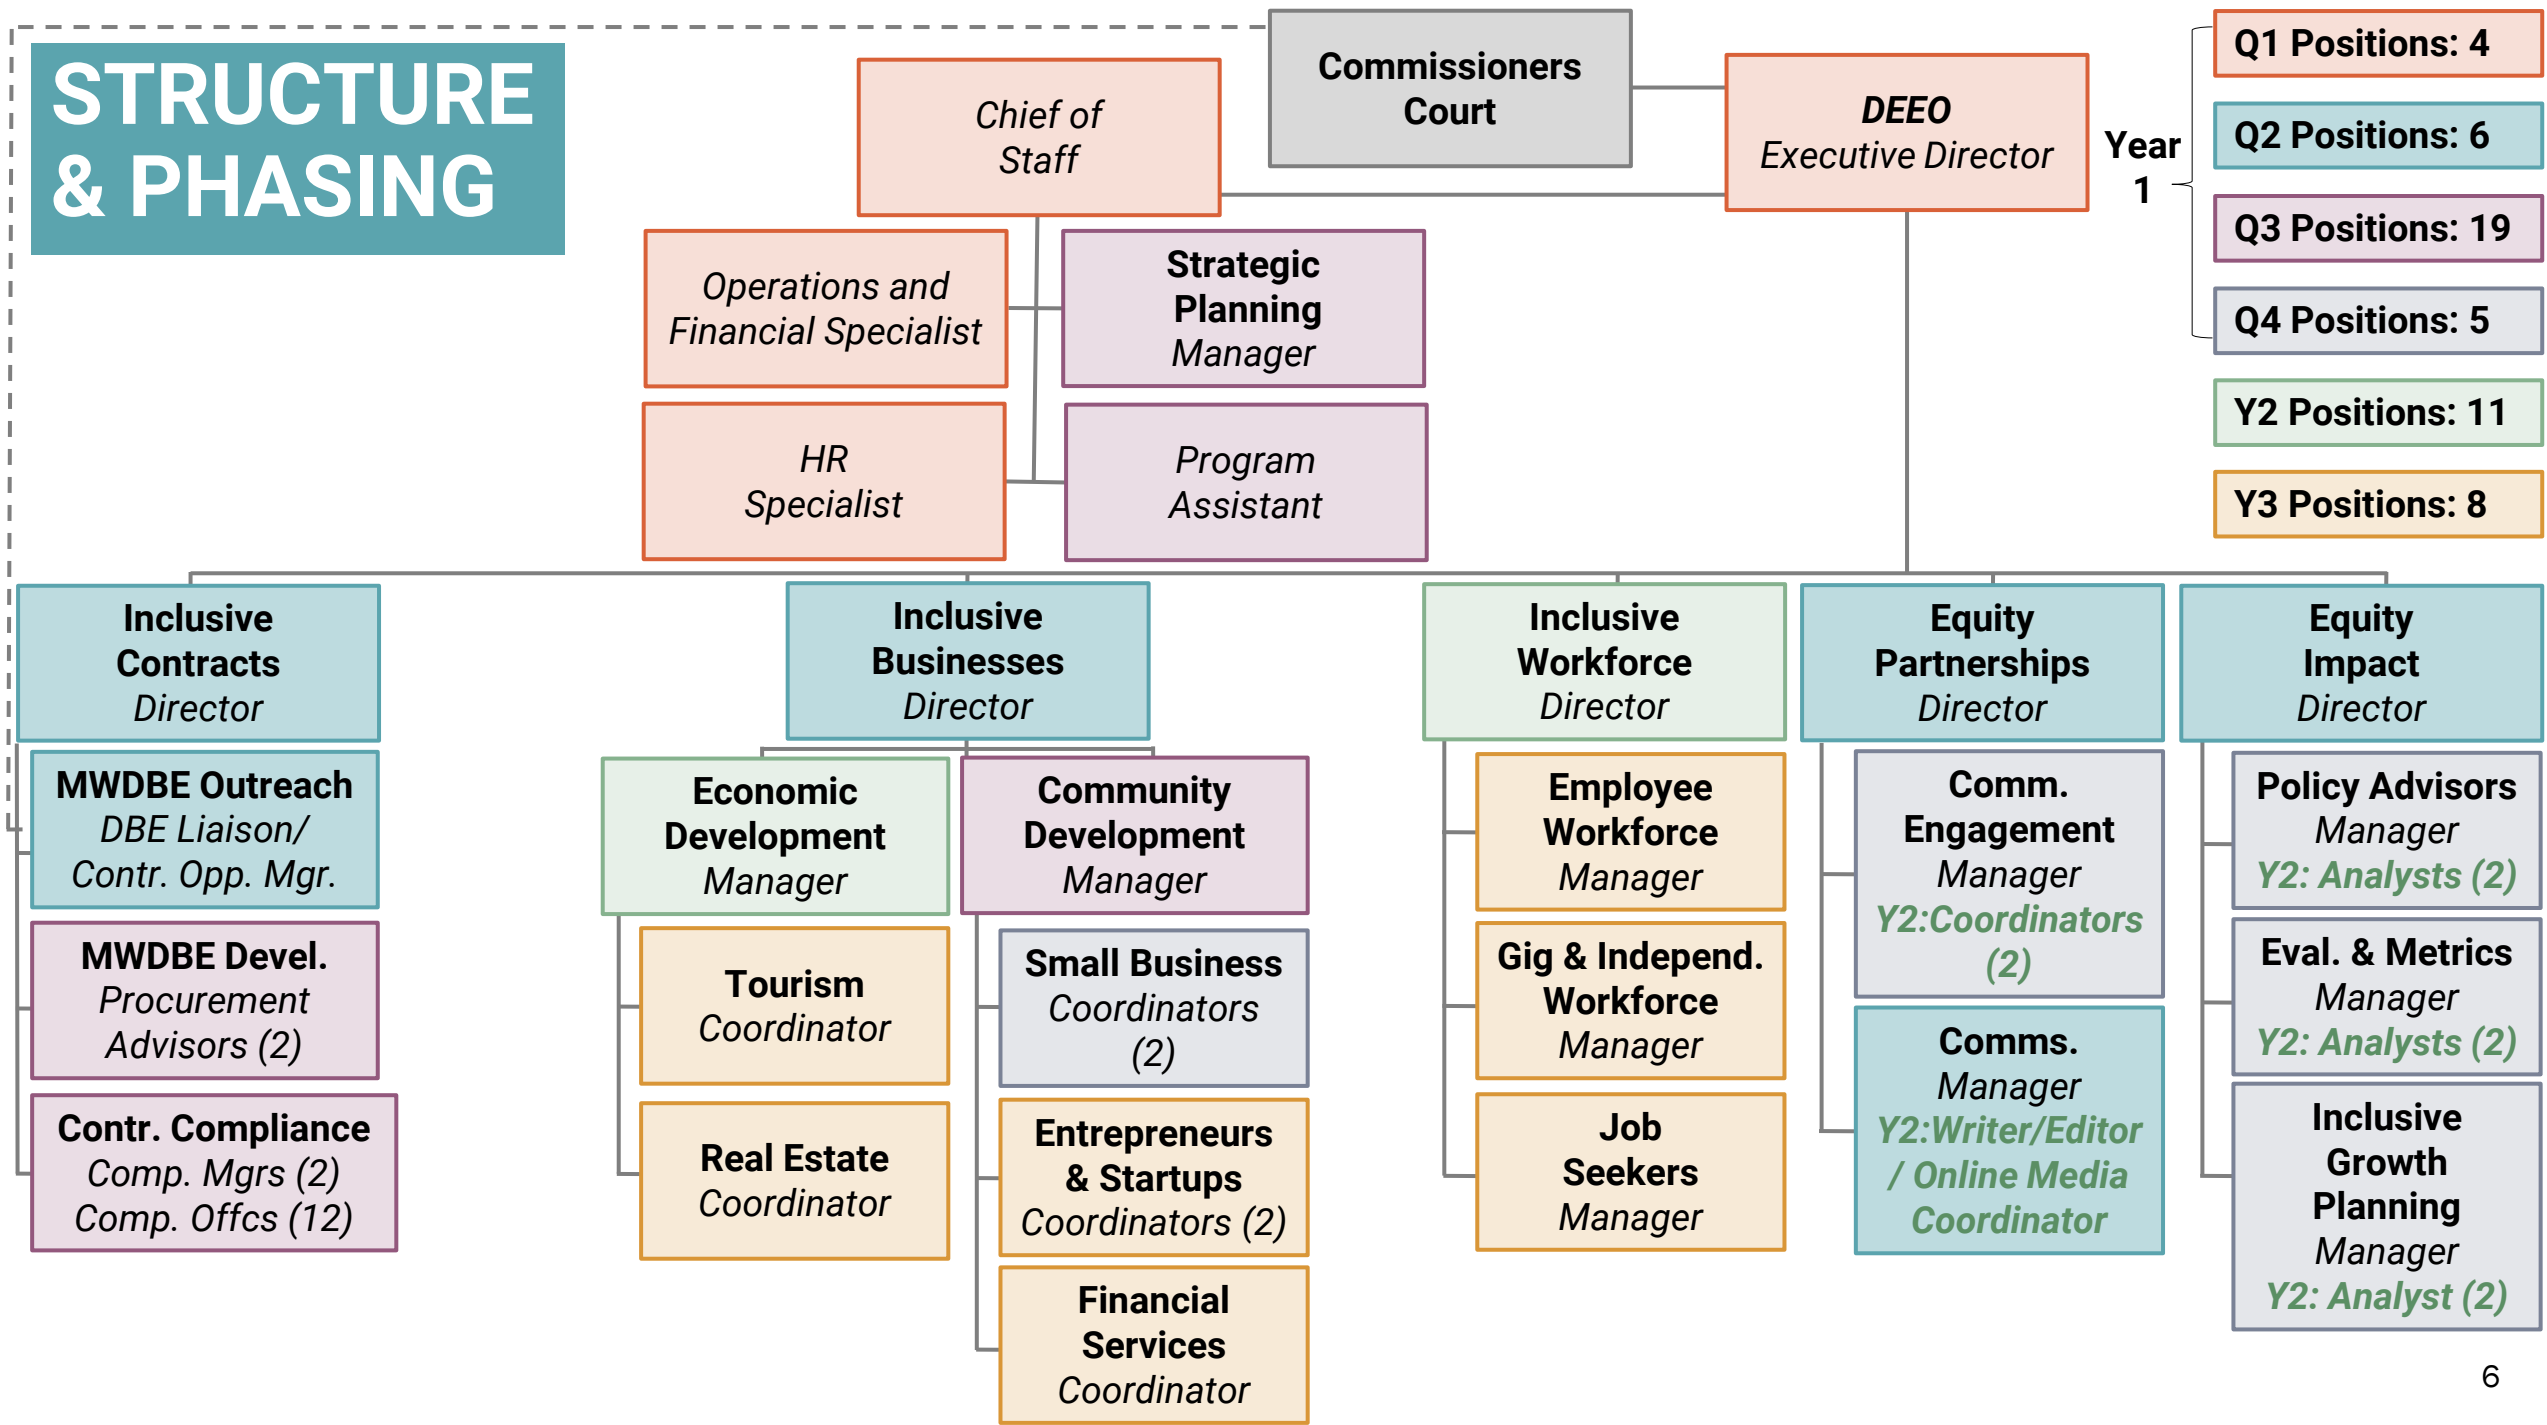 STRUCTURE
& PHASING
Commissioners
Court
Chief of
Staff
DEEO
Executive Director
Year
1
Q1 Positions: 4
Q2 Positions: 6
Q3 Positions: 19
Q4 Positions: 5
Y2 Positions: 11
Y3 Positions: 8
Operations and
Financial Specialist
Strategic
Planning
Manager
HR
Specialist
Program
Assistant
Inclusive
Contracts
Director
MWDBE Outreach
DBE Liaison/
Contr. Opp. Mgr.
MWDBE Devel.
Procurement
Advisors (2)
Contr. Compliance
Comp. Mgrs (2)
Comp. Offcs (12)
Inclusive
Businesses
Director
Economic
Development
Manager
Tourism
Coordinator
Real Estate
Coordinator
Community
Development
Manager
Small Business
Coordinators
(2)
Entrepreneurs
& Startups
Coordinators (2)
Financial
Services
Coordinator
Inclusive
Workforce
Director
Employee
Workforce
Manager
Gig & Independ.
Workforce
Manager
Job
Seekers
Manager
Equity
Partnerships
Director
Comm.
Engagement
Manager
Y2:Coordinators
(2)
Comms.
Manager
Y2:Writer/Editor
/ Online Media
Coordinator
Equity
Impact
Director
Policy Advisors
Manager
Y2: Analysts (2)
Eval. & Metrics
Manager
Y2: Analysts (2)
Inclusive
Growth
Planning
Manager
Y2: Analyst (2)
6